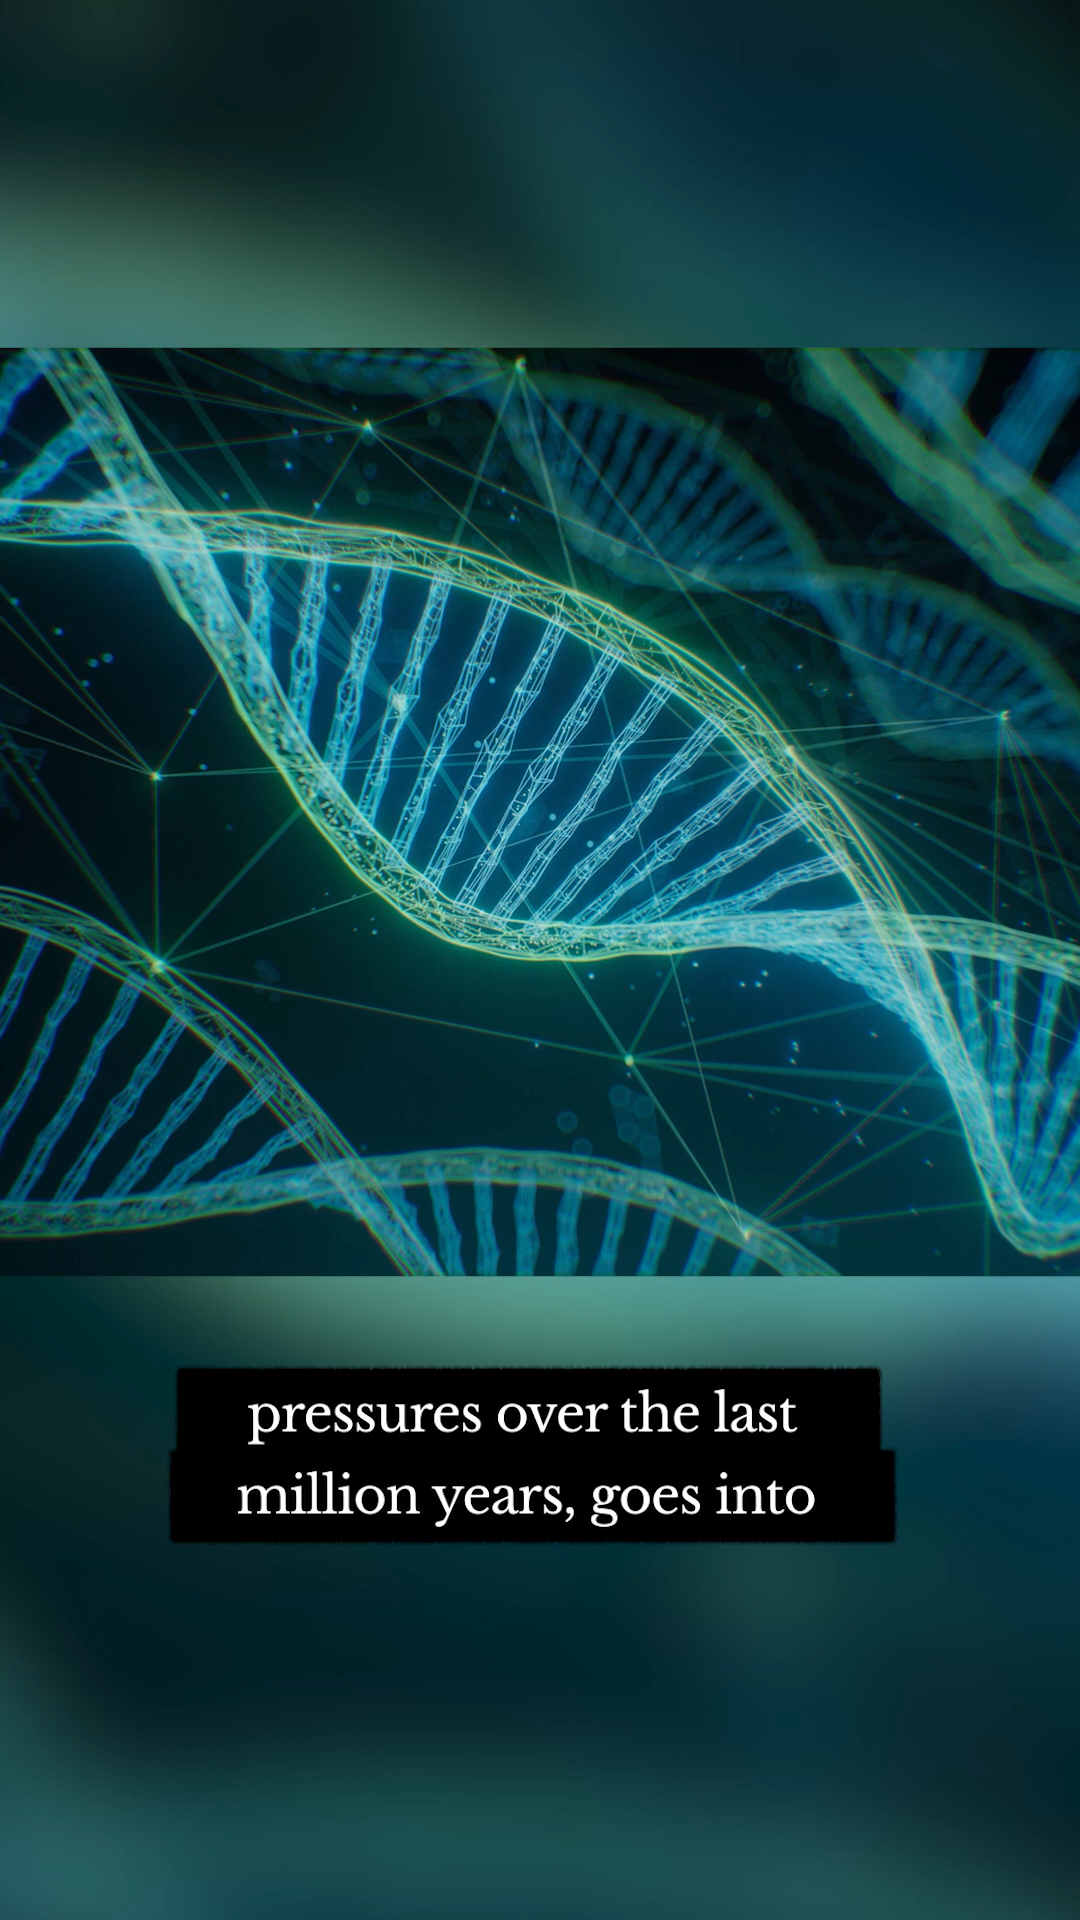 pressures over the last
million years, goes into